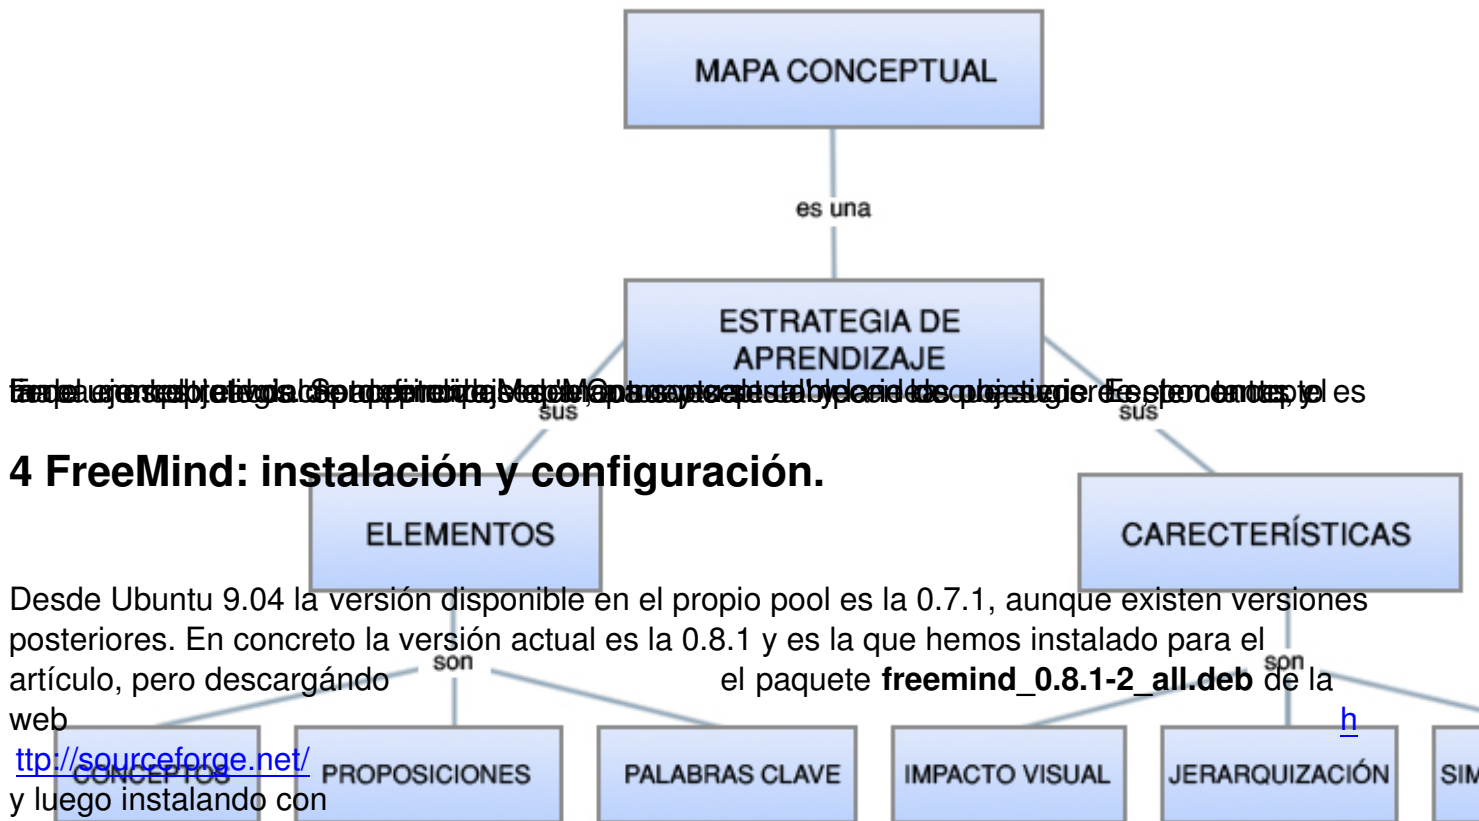 MAPA CONCEPTUAL
es una
ESTRATEGIA DE
APRENDIZAJE
es
sus
sus
4 FreeMind: instalación y configuración.
ELEMENTOS
CARECTERÍSTICAS
Desde Ubuntu 9.04 la versión disponible en el propio pool es la 0.7.1, aunque existen versiones
posteriores. En concreto la versión actual es la 0.8.1 y es la que hemos instalado para el
son
son
artículo, pero descargándo el paquete freemind_0.8.1-2_all.deb de la
web h
ttp://sourceforge.net/
CONCEPTOS
PROPOSICIONES
PALABRAS CLAVE
IMPACTO VISUAL
JERARQUIZACIÓN
SIM
y luego instalando con